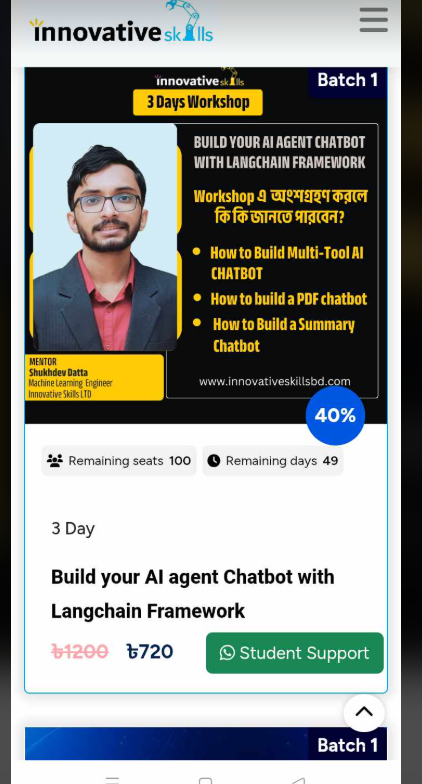 innovative skills
innovative skills
Batch 1
3 Days Workshop
BUILD YOUR AI AGENT CHATBOT
WITH LANGCHAIN FRAMEWORK
Workshop এ অংশগ্রহণ করলে
কি কি জানতে পারবেন?
How to Build Multi-Tool AI
CHATBOT
How to build a PDF chatbot
How to Build a Summary
Chatbot
MENTOR
Shukhdev Datta
Machine Learning Engineer
Innovative Skills LTD
www.innovativeskillsbd.com
40%
Remaining seats 100
Remaining days 49
3 Day
Build your AI agent Chatbot with
Langchain Framework
৳1200 ৳720
Student Support
Batch 1